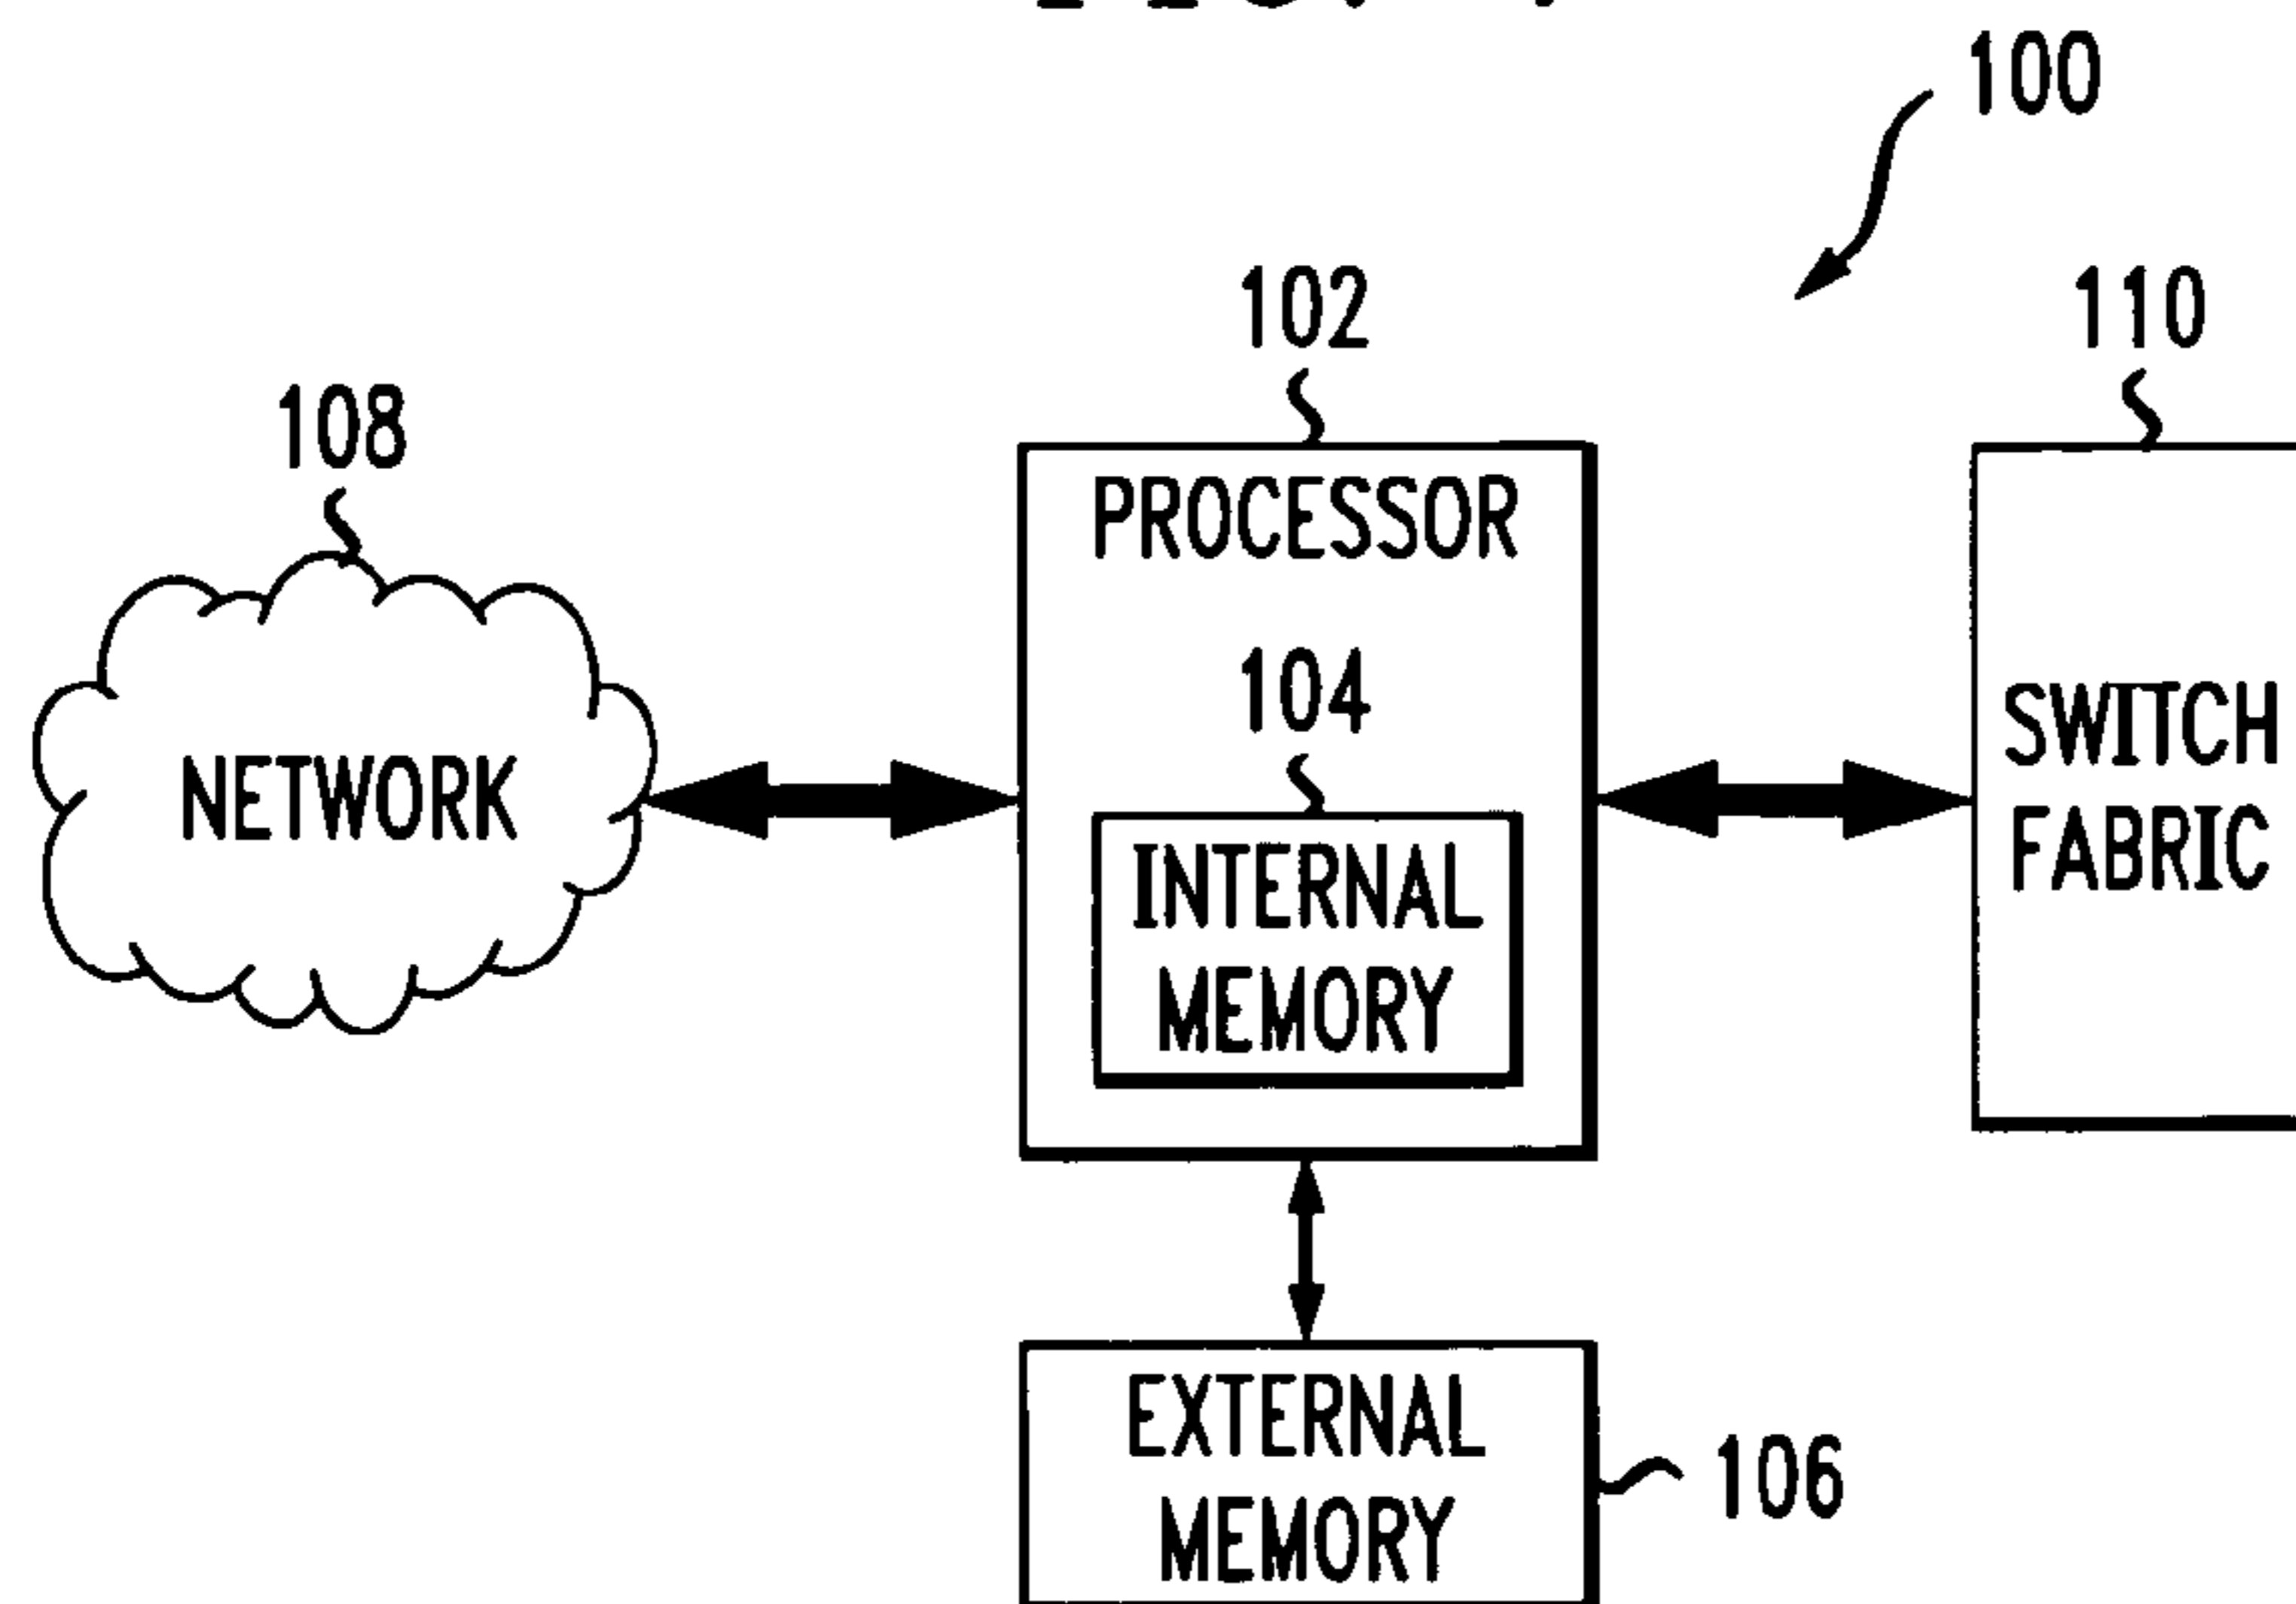 100
102
110
108
PROCESSOR
104
SWITCH
FABRIC
NETWORK
INTERNAL
MEMORY
EXTERNAL
MEMORY
106